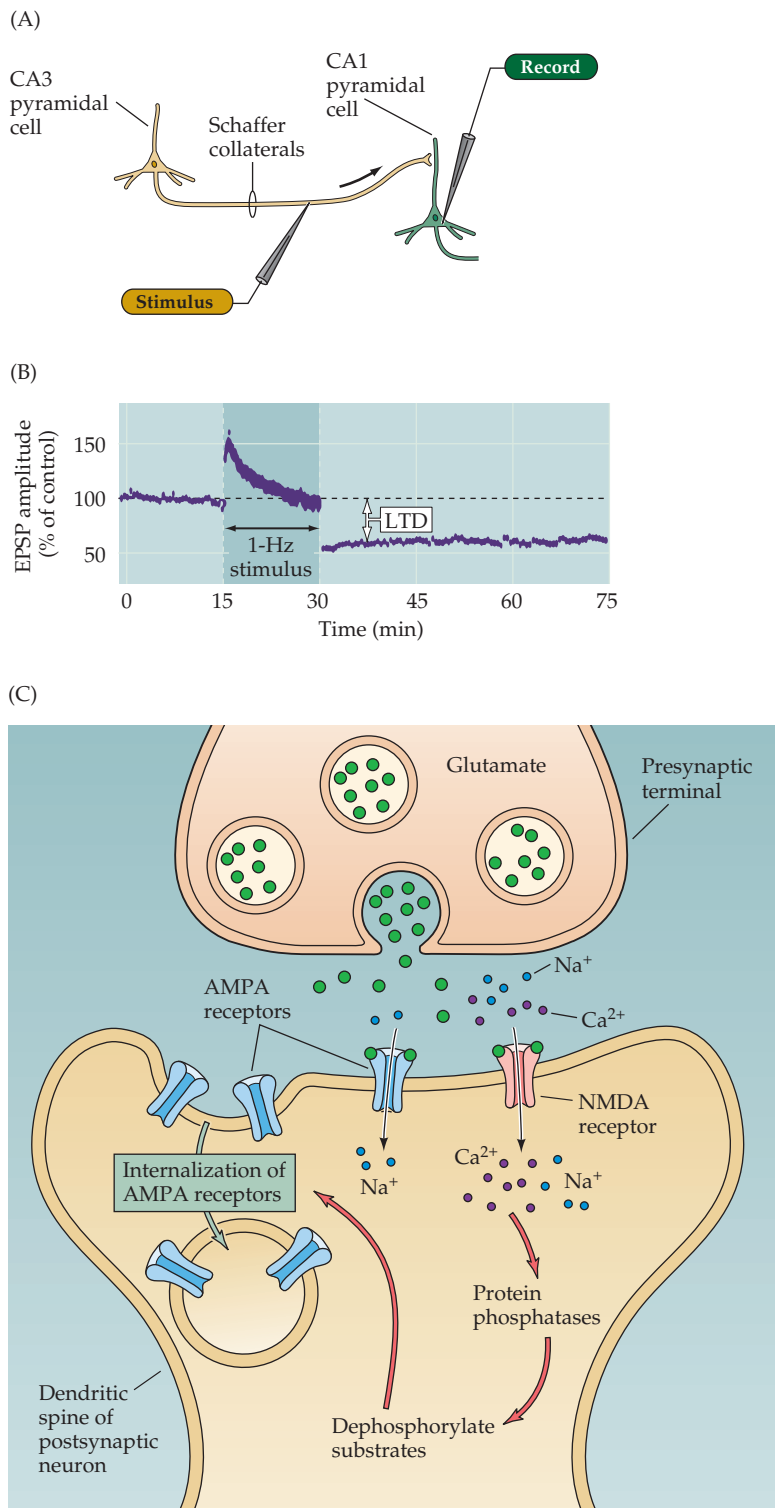 (A)
CA3
pyramidal
cell
Schaffer
collaterals
CA1
pyramidal
cell
Record
Stimulus
(B)
EPSP amplitude
(% of control)
150
100
50
LTD
1-Hz
stimulus
0
15
30
45
60
75
Time (min)
(C)
Glutamate
Presynaptic
terminal
AMPA
receptors
Na+
Ca2+
NMDA
receptor
Internalization of
AMPA receptors
Na+
Ca2+
Na+
Protein
phosphatases
Dendritic
spine of
postsynaptic
neuron
Dephosphorylate
substrates